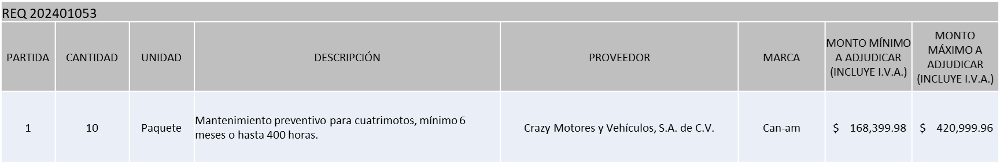 REQ 202401053
PARTIDA
CANTIDAD
UNIDAD
DESCRIPCIÓN
PROVEEDOR
MARCA
MONTO MÍNIMO
A ADJUDICAR
(INCLUYE I.V.A.)
MONTO
MÁXIMO A
ADJUDICAR
(INCLUYE I.V.A.)
1
10
Paquete
Mantenimiento preventivo para cuatrimotos, mínimo 6
meses o hasta 400 horas.
Crazy Motores y Vehículos, S.A. de C.V.
Can-am
$ 168,399.98
$ 420,999.96